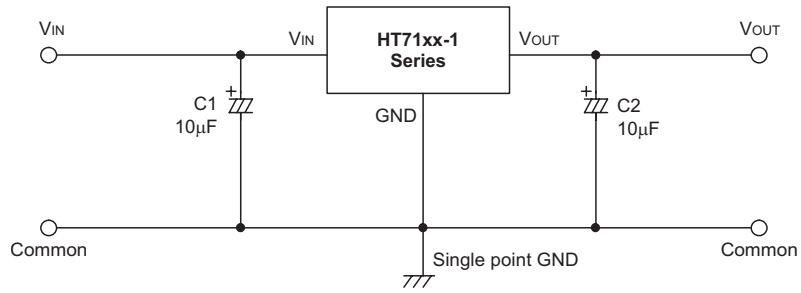 VIN
VIN
HT71xx-1
Series
VOUT
VOUT
+
C1
10μF
GND
+
C2
10μF
Common
Single point GND
Common